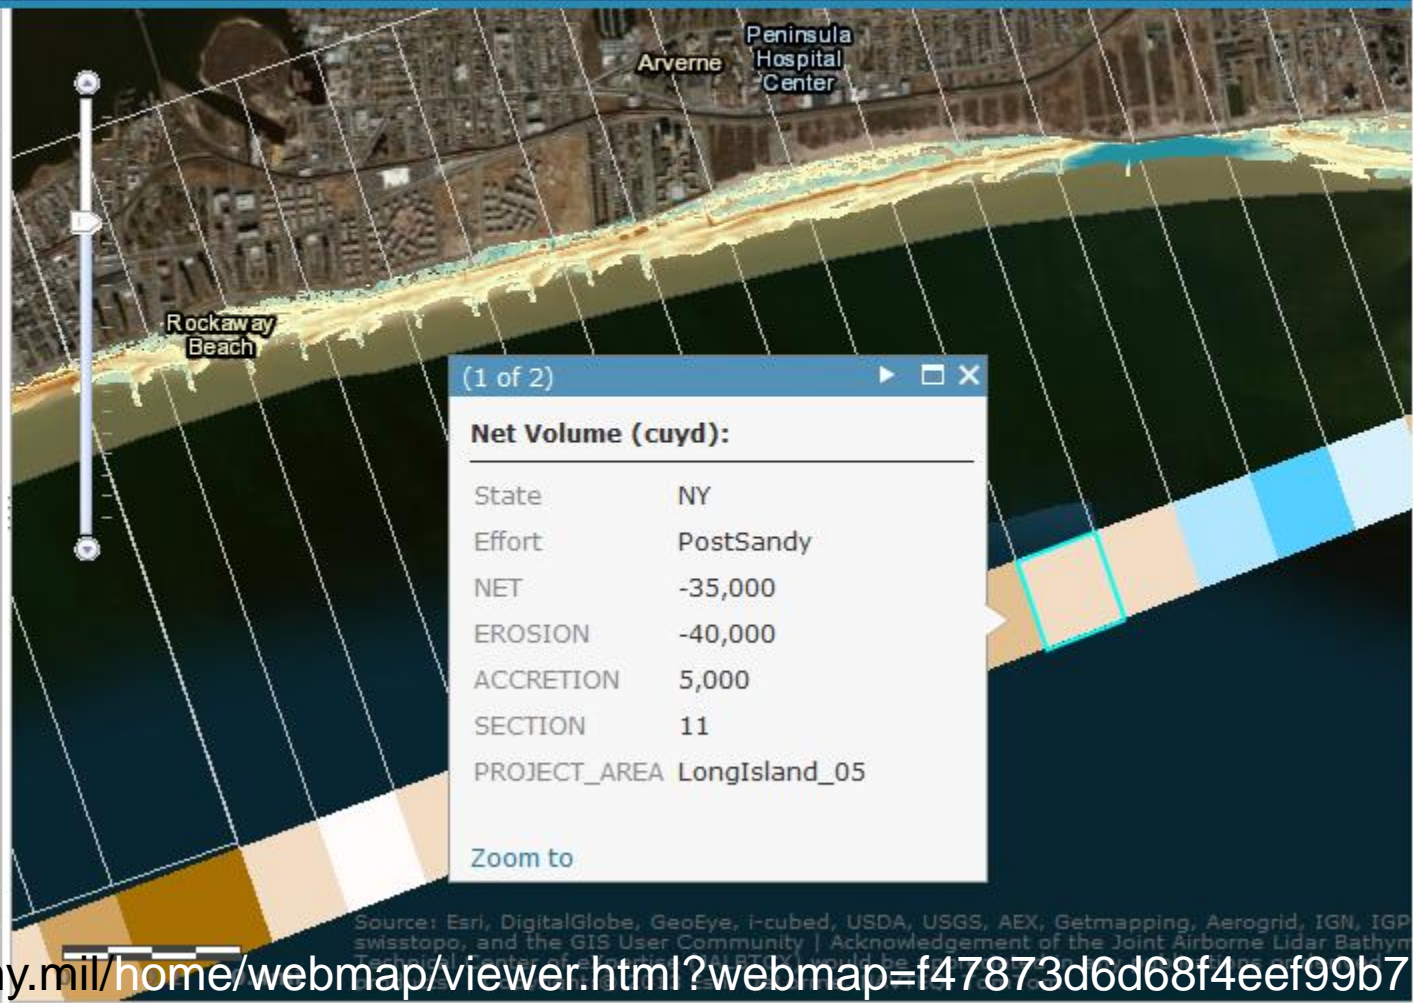 Peninsula
Hospital
Center
Arverne
Rockaway
Beach
(1 of 2)
Net Volume (cuyd):
State NY
Effort PostSandy
NET -35,000
EROSION -40,000
ACCRETION 5,000
SECTION 11
PROJECT_AREA LongIsland_05
Zoom to
Source: Esri, DigitalGlobe, GeoEye, i-cubed, USDA, USGS, AEX, Getmapping, Aerogrid, IGN, IGP
swisstopo, and the GIS User Community | Acknowledgement of the Joint Airborne Lidar Bathym
y.mil/home/webmap/viewer.html?webmap=f47873d6d68f4eef99b7